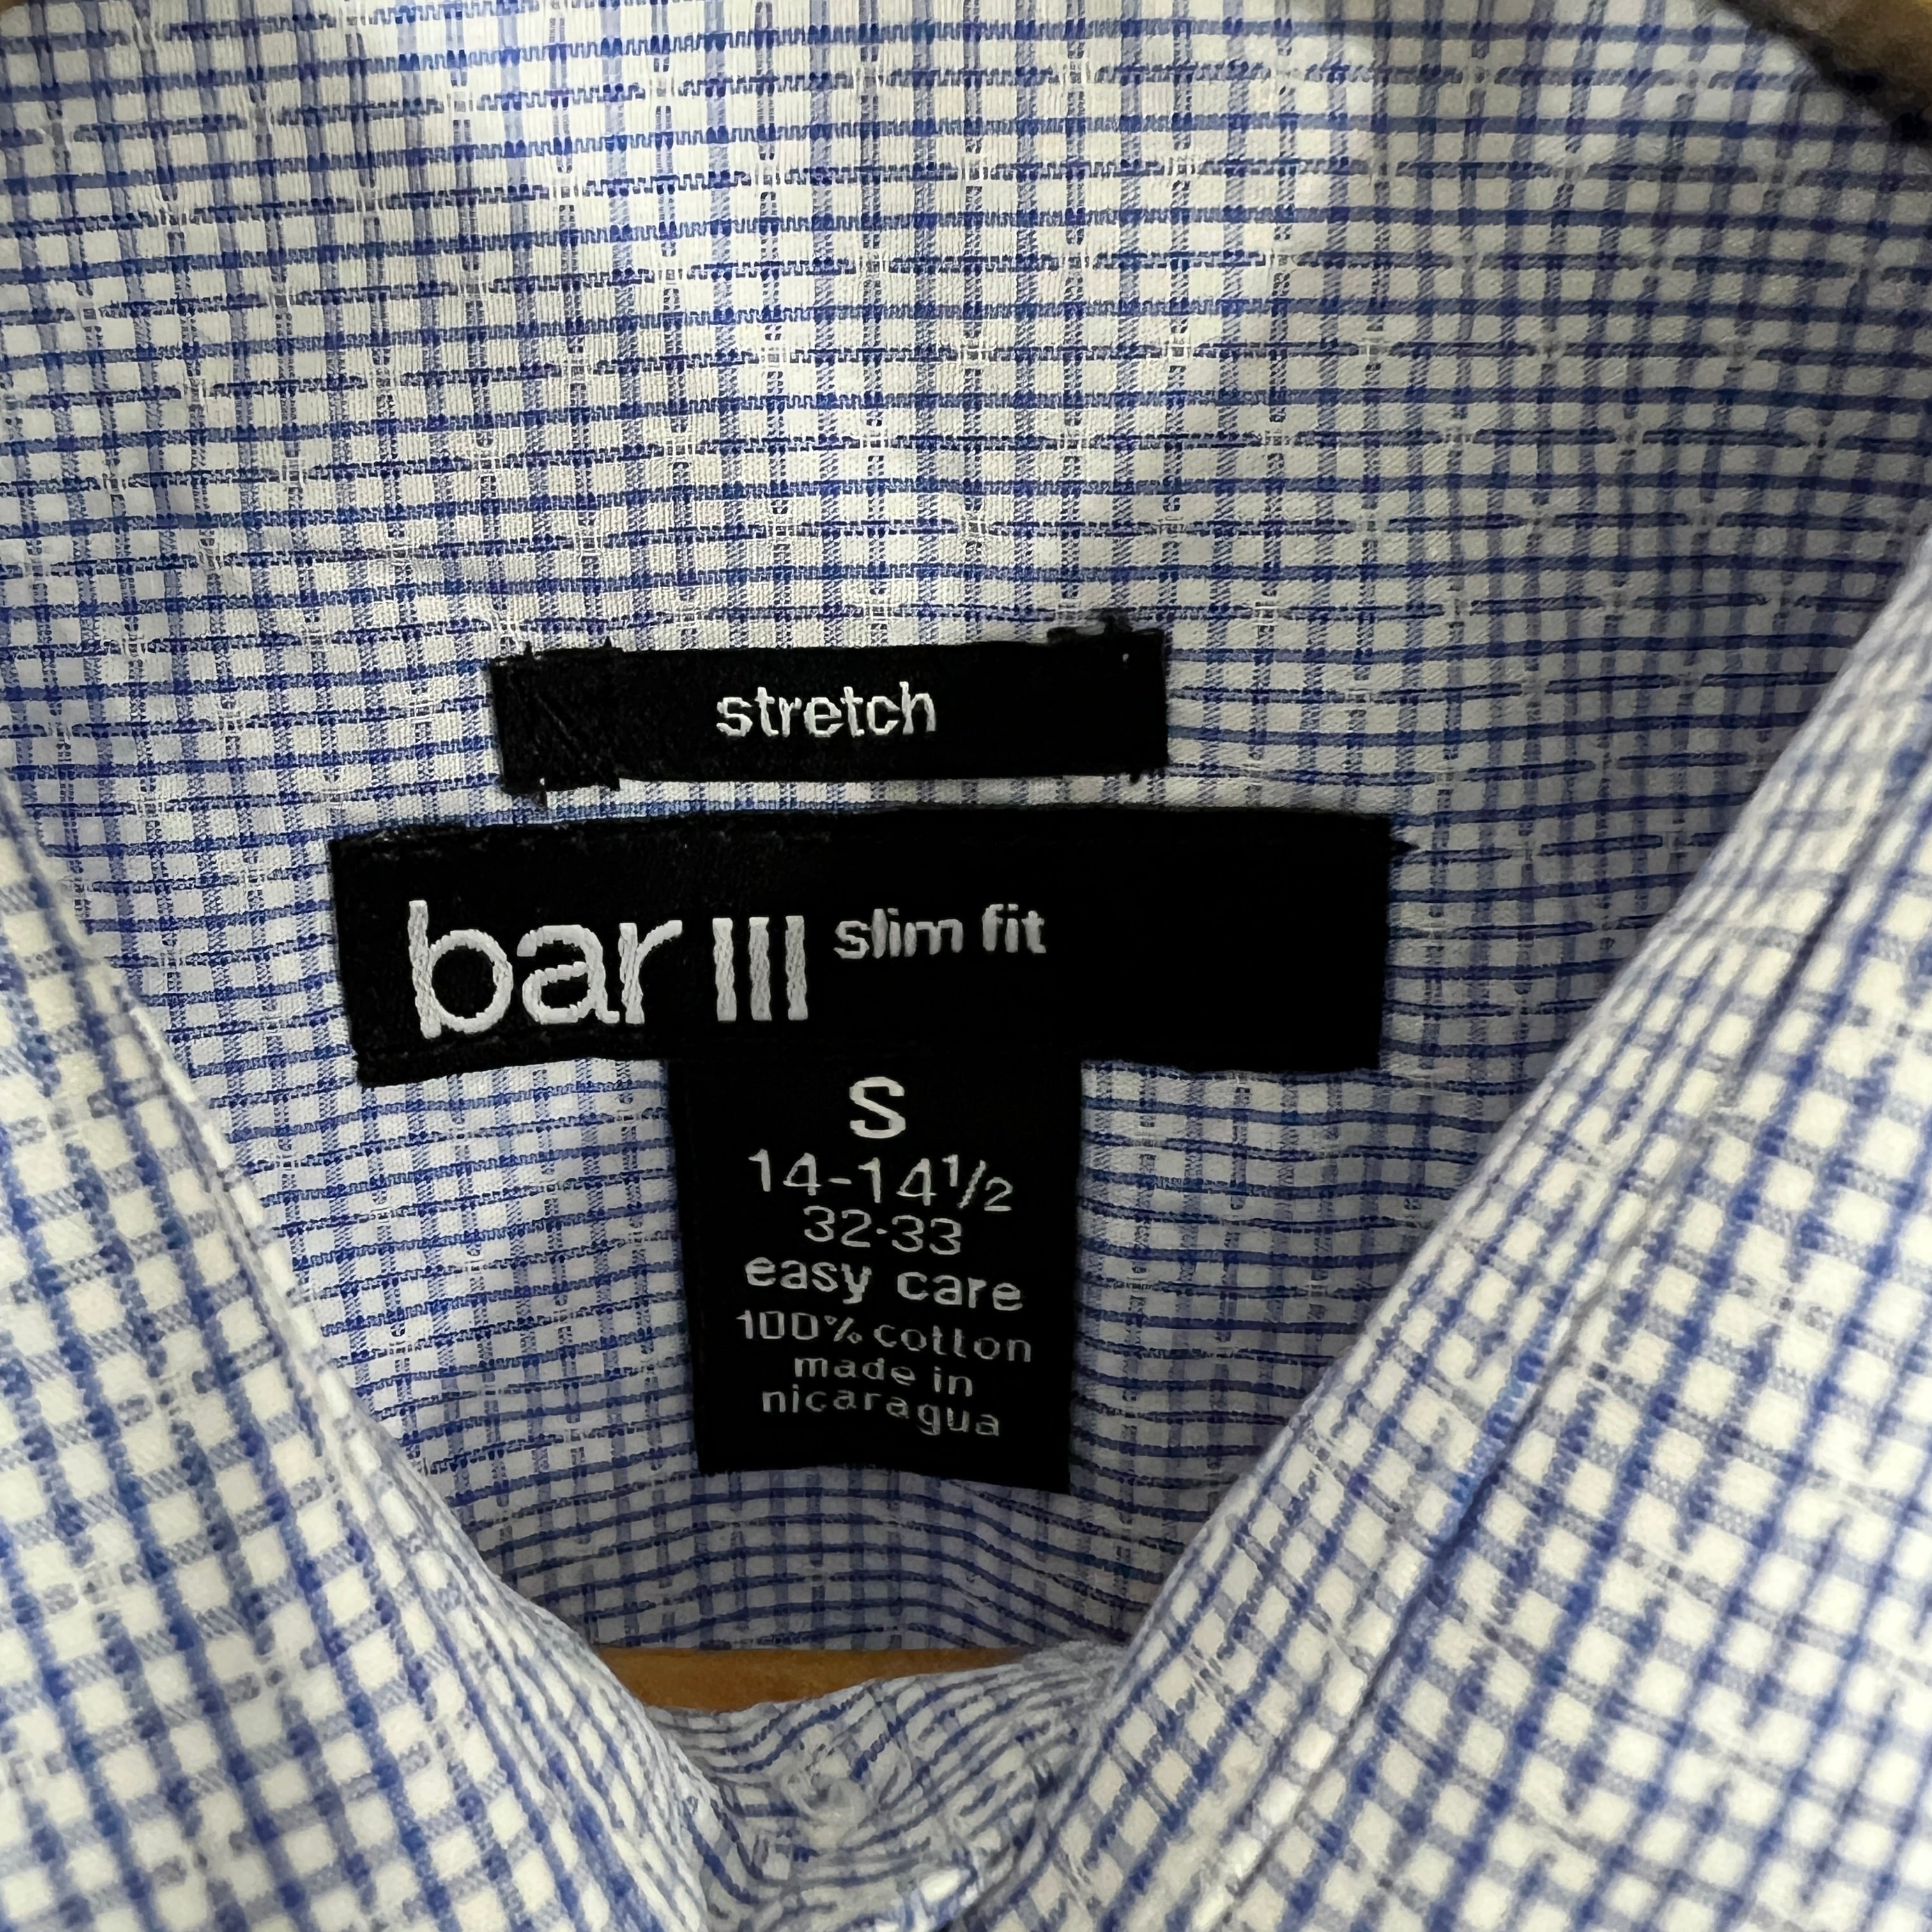 stretch
bar III slim fit
S
14-14½
32-33
easy care
100% cotton
made in
nicaragua